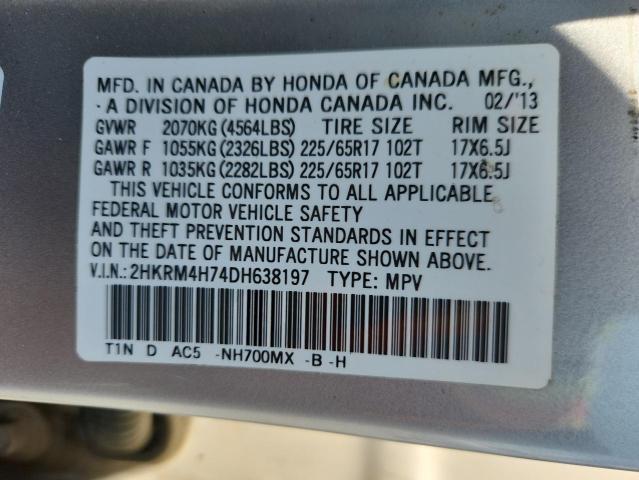 MFD. IN CANADA BY HONDA OF CANADA MFG.,
A DIVISION OF HONDA CANADA INC. 02/'13
GVWR 2070KG (4564LBS) TIRE SIZE RIM SIZE
GAWR F 1055KG (2326LBS) 225/65R17 102T 17X6.5J
GAWR R 1035KG (2282LBS) 225/65R17 102T 17X6.5J
THIS VEHICLE CONFORMS TO ALL APPLICABLE
FEDERAL MOTOR VEHICLE SAFETY
AND THEFT PREVENTION STANDARDS IN EFFECT
ON THE DATE OF MANUFACTURE SHOWN ABOVE.
V.I.N.: 2HKRM4H74DH638197 TYPE: MPV
T1N D AC5 -NH700MX -B -H